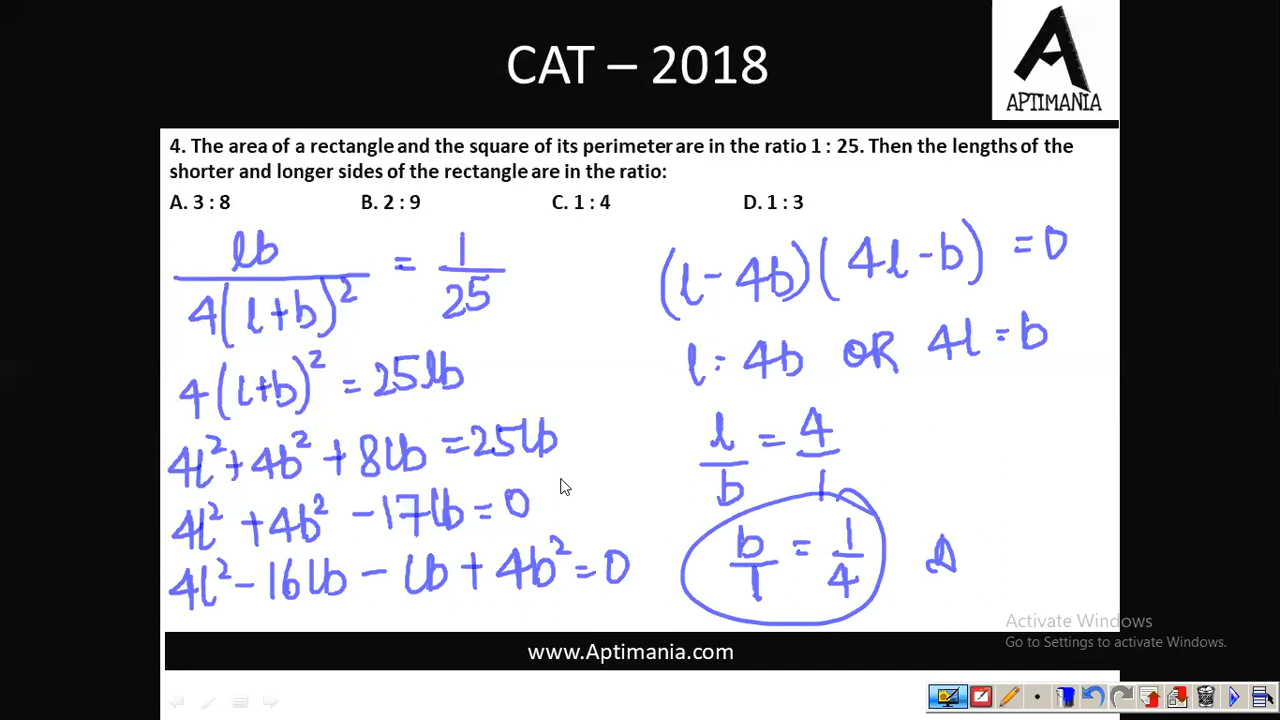 CAT – 2018
APTIMANIA
4. The area of a rectangle and the square of its perimeter are in the ratio 1 : 25. Then the lengths of the
shorter and longer sides of the rectangle are in the ratio:
A. 3 : 8 B. 2 : 9 C. 1 : 4 D. 1 : 3
lb / 4(l+b)² = 1/25
4(l+b)² = 25lb
4l² + 4b² + 8lb = 25lb
4l² + 4b² - 17lb = 0
4l² - 16lb - lb + 4b² = 0
(l - 4b)(4l - b) = 0
l = 4b OR 4l = b
l/b = 4/1
b/l = 1/4
www.Aptimania.com
Activate Windows
Go to Settings to activate Windows.